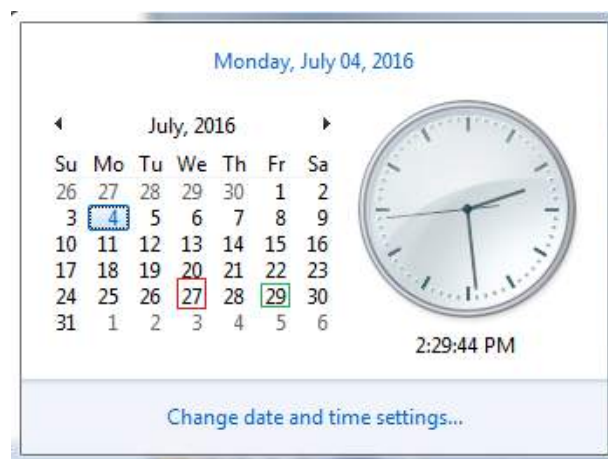 Monday, July 04, 2016
July, 2016
Su Mo Tu We Th Fr Sa
26 27 28 29 30 1 2
3 4 5 6 7 8 9
10 11 12 13 14 15 16
17 18 19 20 21 22 23
24 25 26 27 28 29 30
31 1 2 3 4 5 6
2:29:44 PM
Change date and time settings...